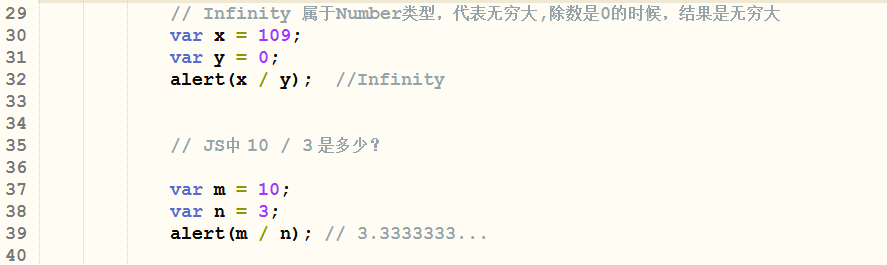 29 // Infinity 属于Number类型，代表无穷大,除数是0的时候，结果是无穷大
30 var x = 109;
31 var y = 0;
32 alert(x / y);  //Infinity
33
34
35 // JS中 10 / 3 是多少？
36
37 var m = 10;
38 var n = 3;
39 alert(m / n); // 3.3333333...
40